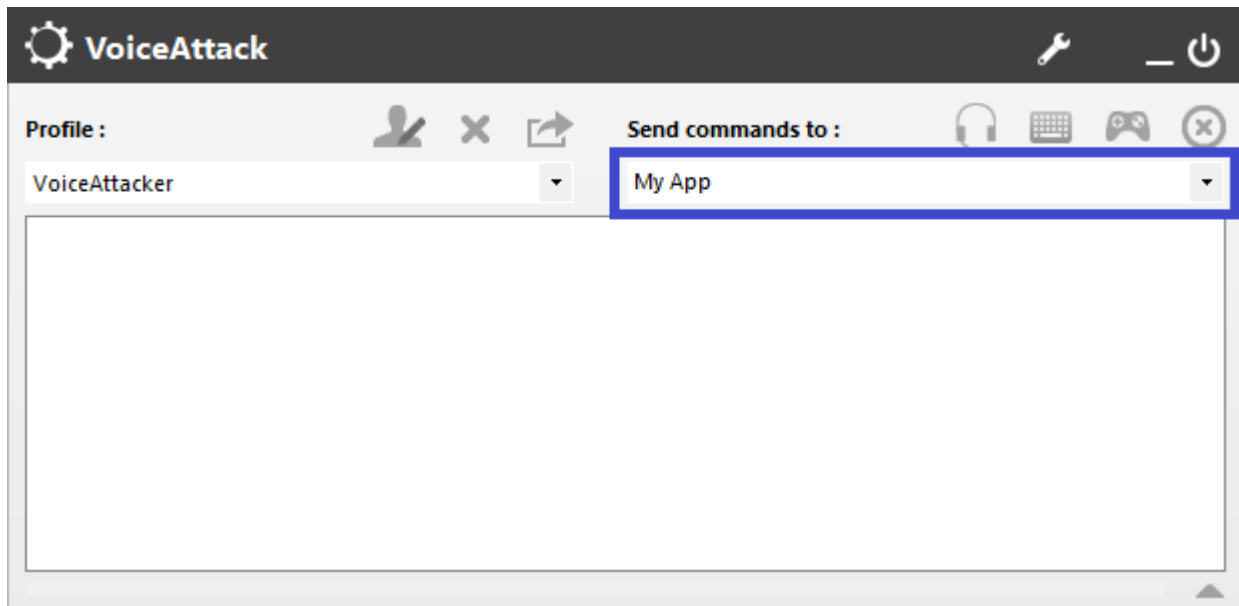 VoiceAttack
Profile :
Send commands to :
VoiceAttacker
My App